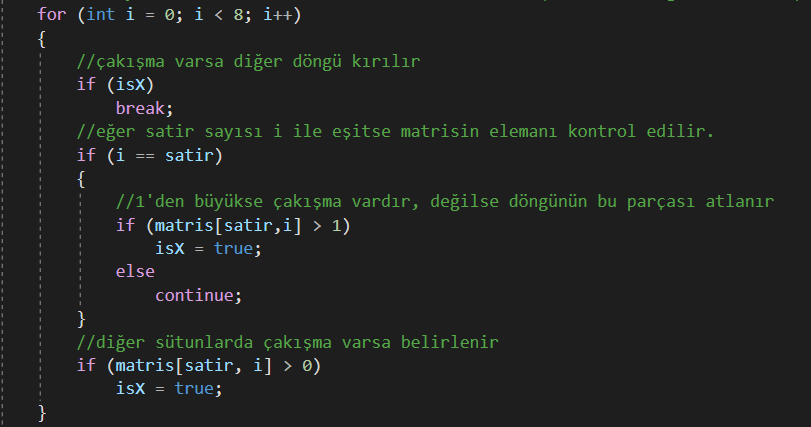 for (int i = 0; i < 8; i++)
{
//çakışma varsa diğer döngü kırılır
if (isX)
break;
//eğer satir sayısı i ile eşitse matrisin elemanı kontrol edilir.
if (i == satir)
{
//1'den büyükse çakışma vardır, değilse döngünün bu parçası atlanır
if (matris[satir,i] > 1)
isX = true;
else
continue;
}
//diğer sütunlarda çakışma varsa belirlenir
if (matris[satir, i] > 0)
isX = true;
}